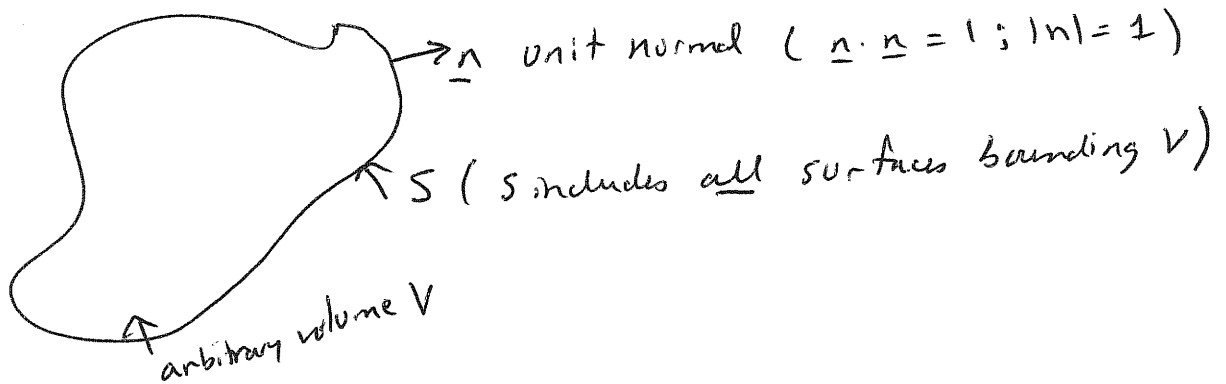 n unit normal ( n · n = 1 ; |n| = 1 )
S ( S includes all surfaces bounding V )
arbitrary volume V